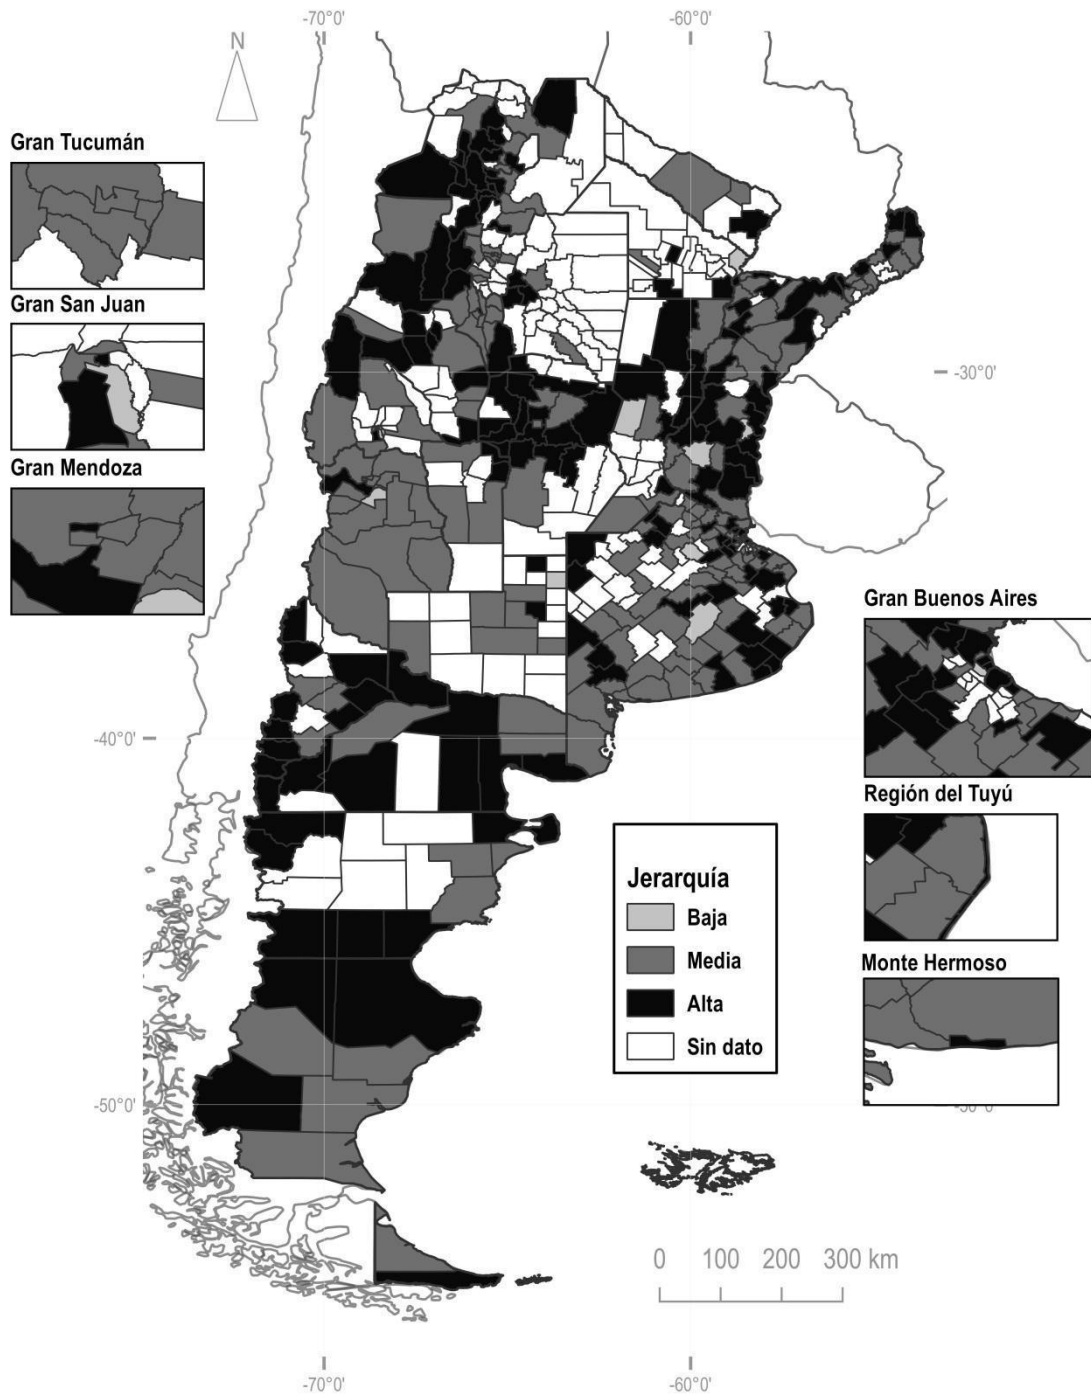 -70°0'
-60°0'
N
Gran Tucumán
Gran San Juan
-30°0'
Gran Mendoza
Gran Buenos Aires
-40°0'
Región del Tuyú
Jerarquía
Baja
Media
Alta
Sin dato
Monte Hermoso
-50°0'
0 100 200 300 km
-70°0'
-60°0'